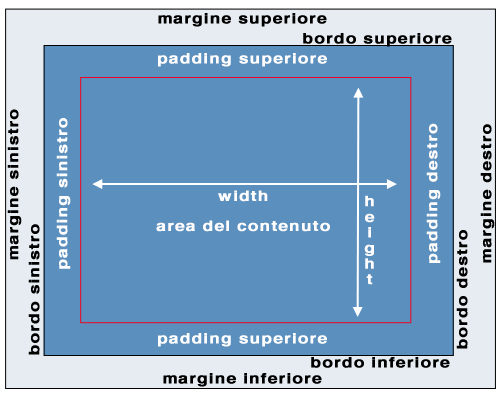 margine superiore
bordo superiore
padding superiore
margine sinistro
bordo sinistro
padding sinistro
width
area del contenuto
height
padding destro
bordo destro
margine destro
padding superiore
bordo inferiore
margine inferiore